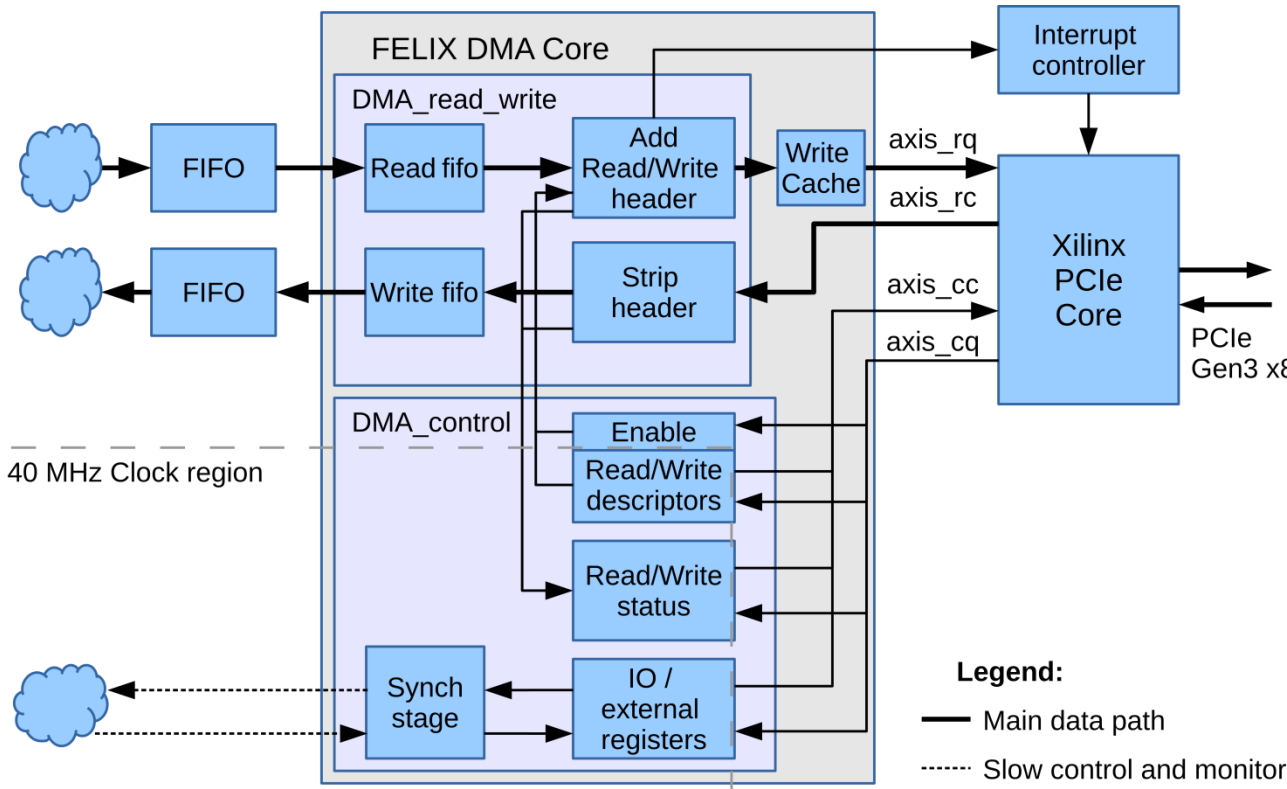 FELIX DMA Core
Interrupt
controller
DMA_read_write
FIFO
Read fifo
Add
Read/Write
header
Write
Cache
axis_rq
axis_rc
Xilinx
PCIe
Core
FIFO
Write fifo
Strip
header
axis_cc
axis_cq
PCIe
Gen3 x8
DMA_control
Enable
40 MHz Clock region
Read/Write
descriptors
Read/Write
status
Synch
stage
IO /
external
registers
Legend:
Main data path
Slow control and monitor